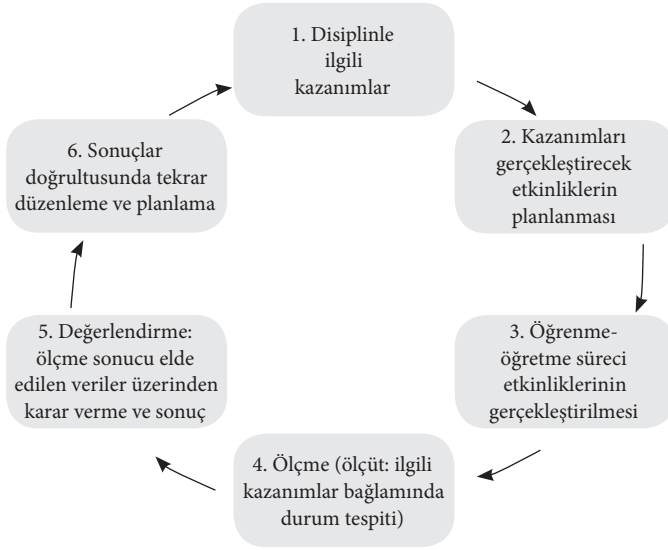 1. Disiplinle
ilgili
kazanımlar
2. Kazanımları
gerçekleştirecek
etkinliklerin
planlanması
3. Öğrenme-
öğretme süreci
etkinliklerinin
gerçekleştirilmesi
4. Ölçme (ölçüt: ilgili
kazanımlar bağlamında
durum tespiti)
5. Değerlendirme:
ölçme sonucu elde
edilen veriler üzerinden
karar verme ve sonuç
6. Sonuçlar
doğrultusunda tekrar
düzenleme ve planlama